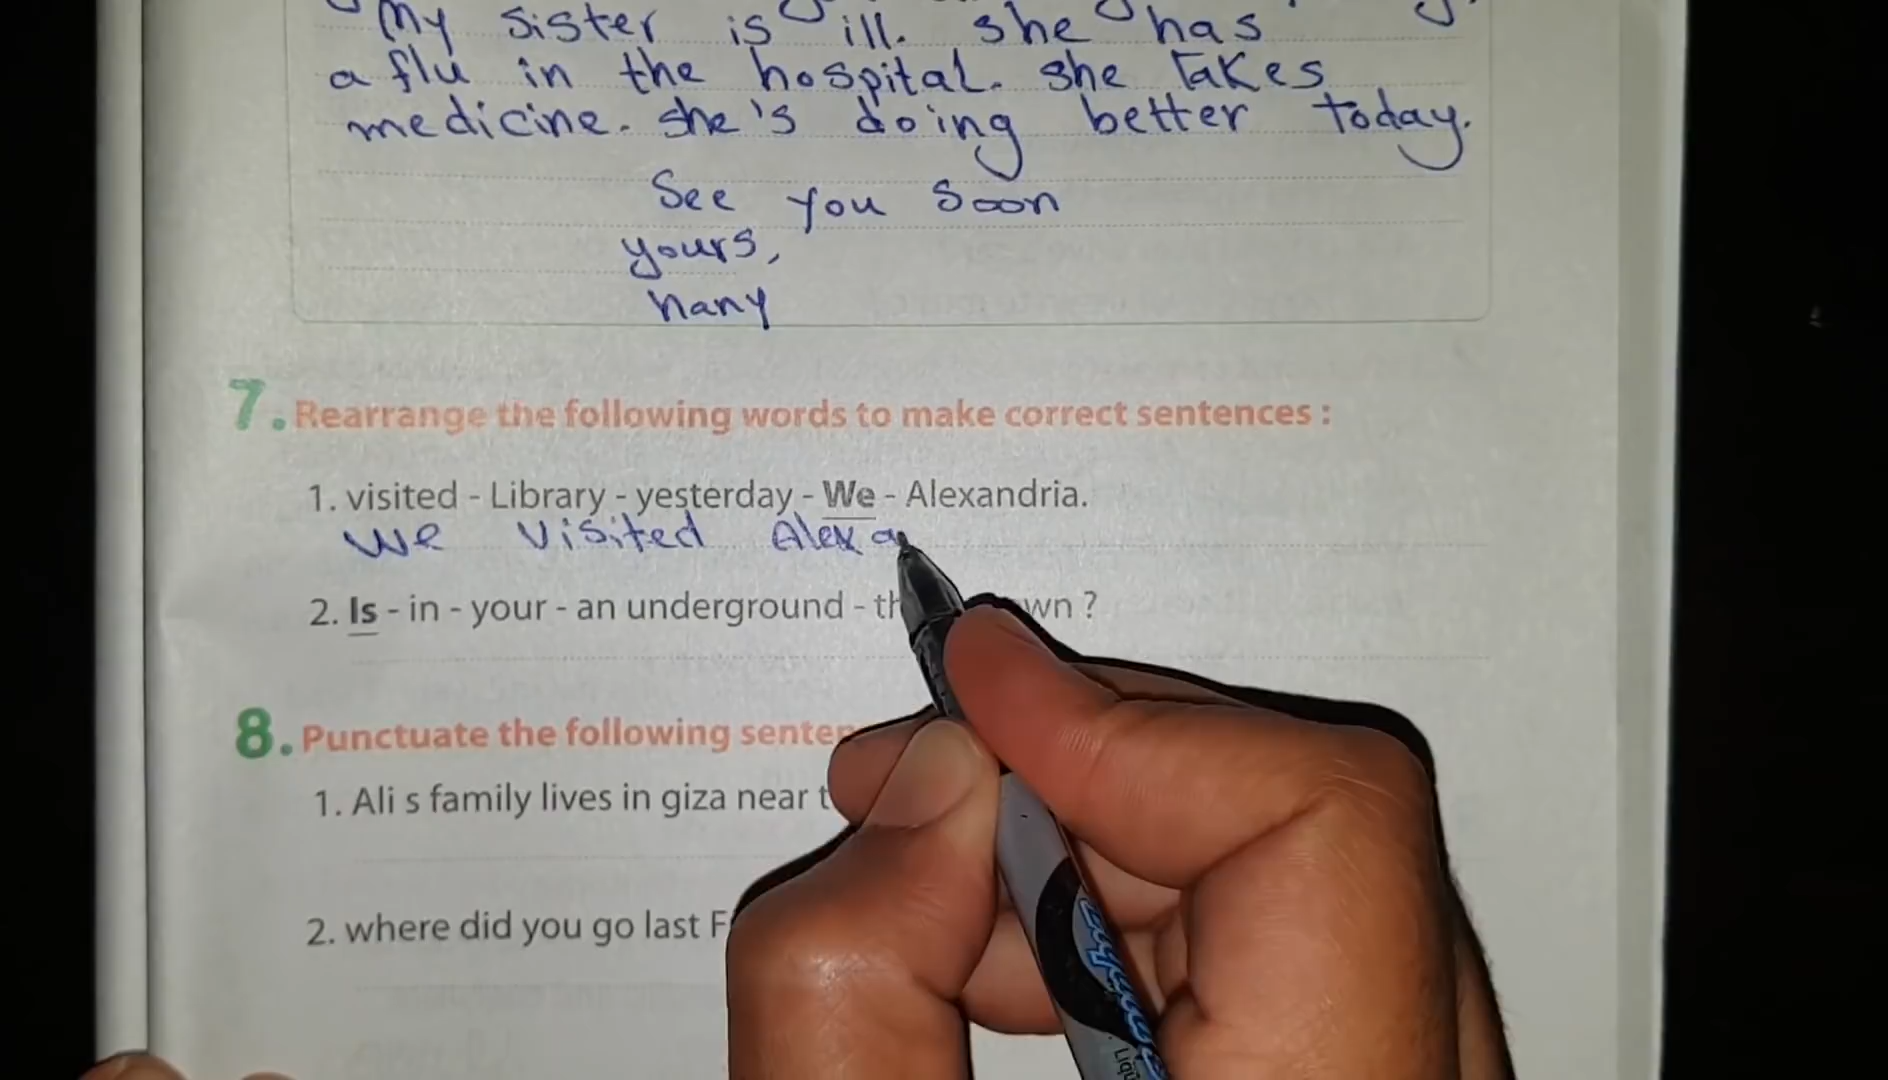 My sister is ill. she has
a flu in the hospital. she takes
medicine. she's doing better today.
See you soon
yours,
hany
7. Rearrange the following words to make correct sentences :
1. visited - Library - yesterday - We - Alexandria.
We visited Alexa
2. Is - in - your - an underground - ?
8. Punctuate the following
1. Ali s family lives in giza near
2. where did you go last